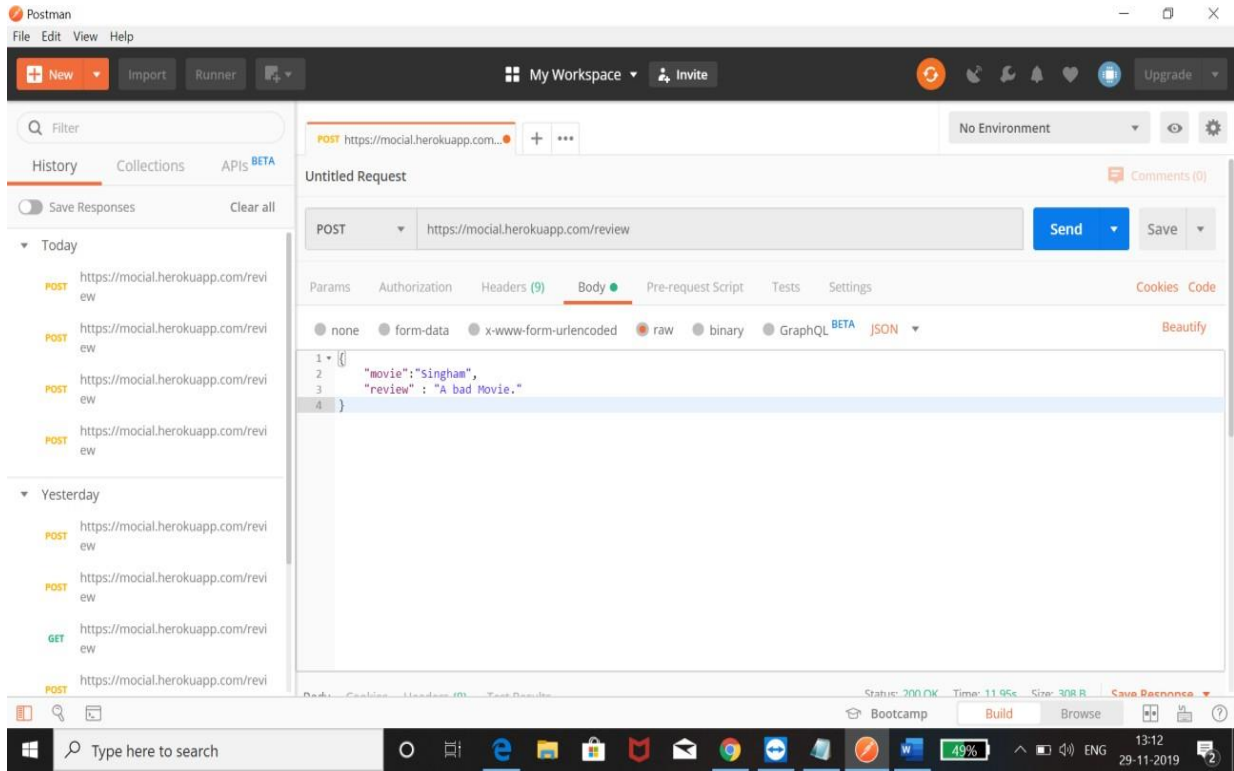 Postman
File Edit View Help
New
Import
Runner
My Workspace
Invite
Upgrade
Filter
History Collections APIs BETA
Save Responses Clear all
Today
POST https://mocial.herokuapp.com/revi
ew
POST https://mocial.herokuapp.com/revi
ew
POST https://mocial.herokuapp.com/revi
ew
POST https://mocial.herokuapp.com/revi
ew
Yesterday
POST https://mocial.herokuapp.com/revi
ew
POST https://mocial.herokuapp.com/revi
ew
GET https://mocial.herokuapp.com/revi
ew
POST https://mocial.herokuapp.com/revi
POST https://mocial.herokuapp.com... + •••
No Environment
Untitled Request
Comments (0)
POST https://mocial.herokuapp.com/review
Send Save
Params Authorization Headers (9) Body Pre-request Script Tests Settings Cookies Code
none form-data x-www-form-urlencoded raw binary GraphQL BETA JSON Beautify
1 {
2 "movie":"Singham",
3 "review" : "A bad Movie."
4 }
Body Cookies Headers (9) Test Results Status: 200 OK Time: 11.95s Size: 308 B Save Response
Bootcamp Build Browse
Type here to search
49%
ENG
13:12
29-11-2019
2